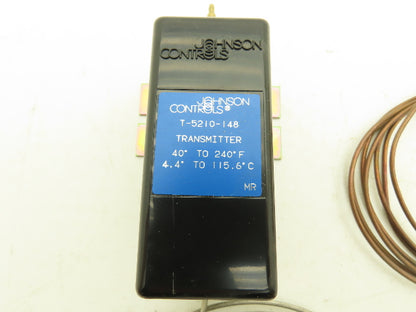 JOHNSON
CONTROLS
JOHNSON
CONTROLS®
T-5210-148
TRANSMITTER
40° TO 240°F
4.4° TO 115.6°C
MR